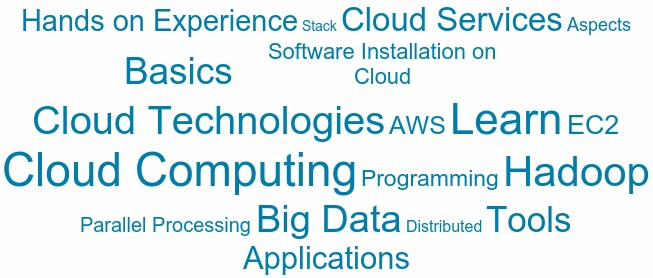 Hands on Experience Stack Cloud Services Aspects
Basics Software Installation on
Cloud
Cloud Technologies AWS Learn EC2
Cloud Computing Programming Hadoop
Parallel Processing Big Data Distributed Tools
Applications